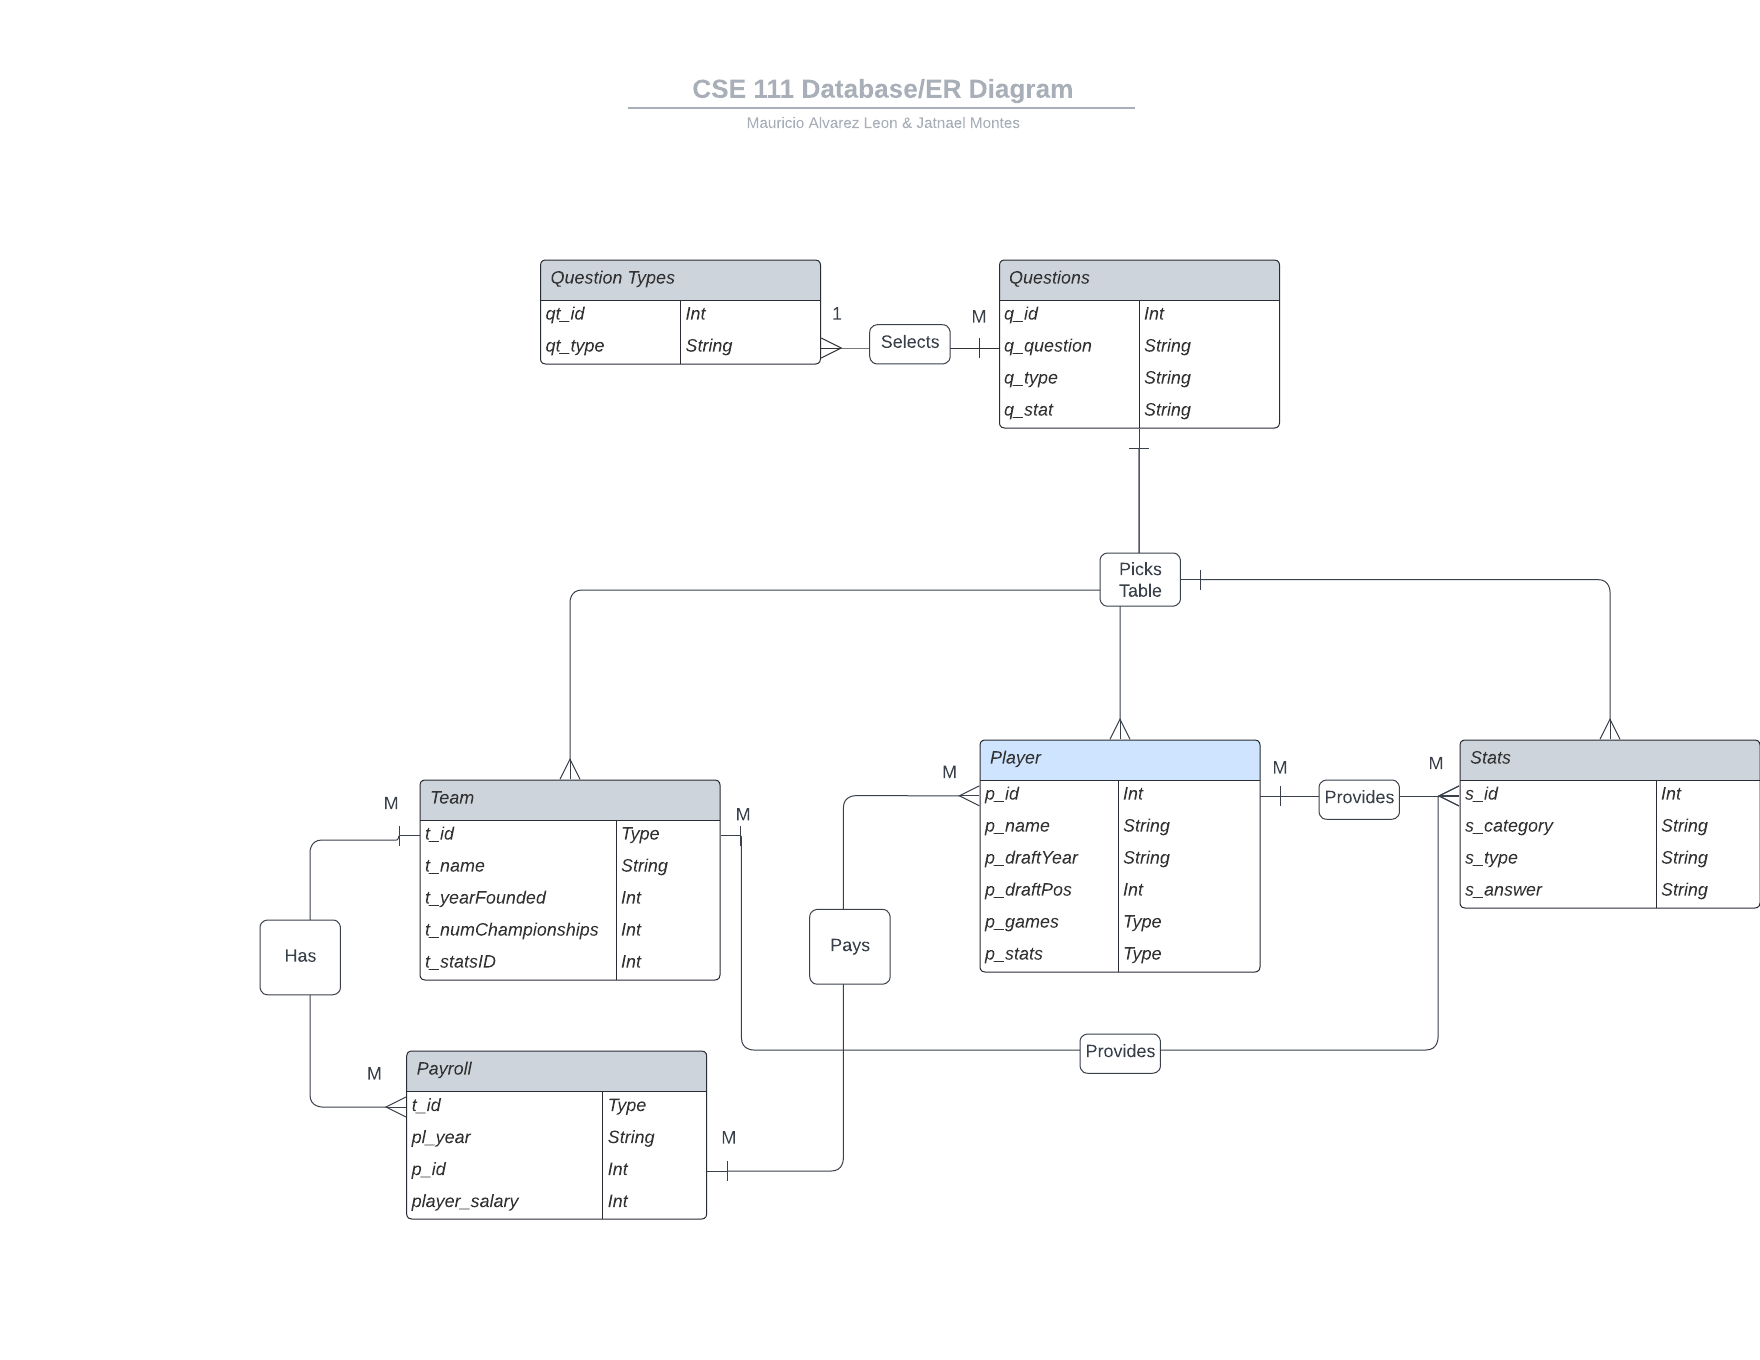 CSE 111 Database/ER Diagram
Mauricio Alvarez Leon & Jatnael Montes
Question Types
qt_id Int
qt_type String
1
Selects
M
Questions
q_id Int
q_question String
q_type String
q_stat String
Picks
Table
Team
t_id Type
t_name String
t_yearFounded Int
t_numChampionships Int
t_statsID Int
M
M
Has
M
Payroll
t_id Type
pl_year String
p_id Int
player_salary Int
M
Pays
M
Player
p_id Int
p_name String
p_draftYear String
p_draftPos Int
p_games Type
p_stats Type
M
Provides
M
Stats
s_id Int
s_category String
s_type String
s_answer String
Provides